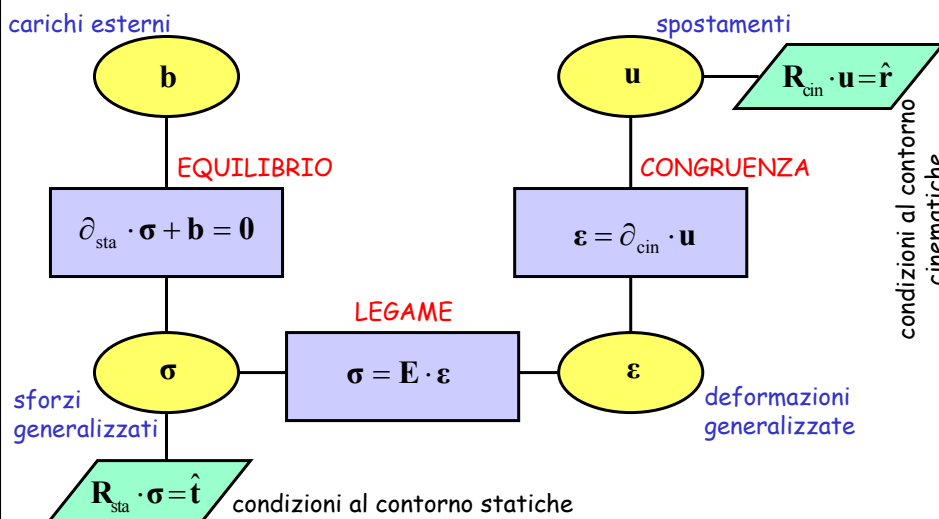 carichi esterni
b
EQUILIBRIO
∂sta · σ + b = 0
σ
sforzi
generalizzati
Rsta · σ = t̂
condizioni al contorno statiche
LEGAME
σ = E · ε
spostamenti
u
Rcin · u = r̂
condizioni al contorno
cinematiche
CONGRUENZA
ε = ∂cin · u
ε
deformazioni
generalizzate